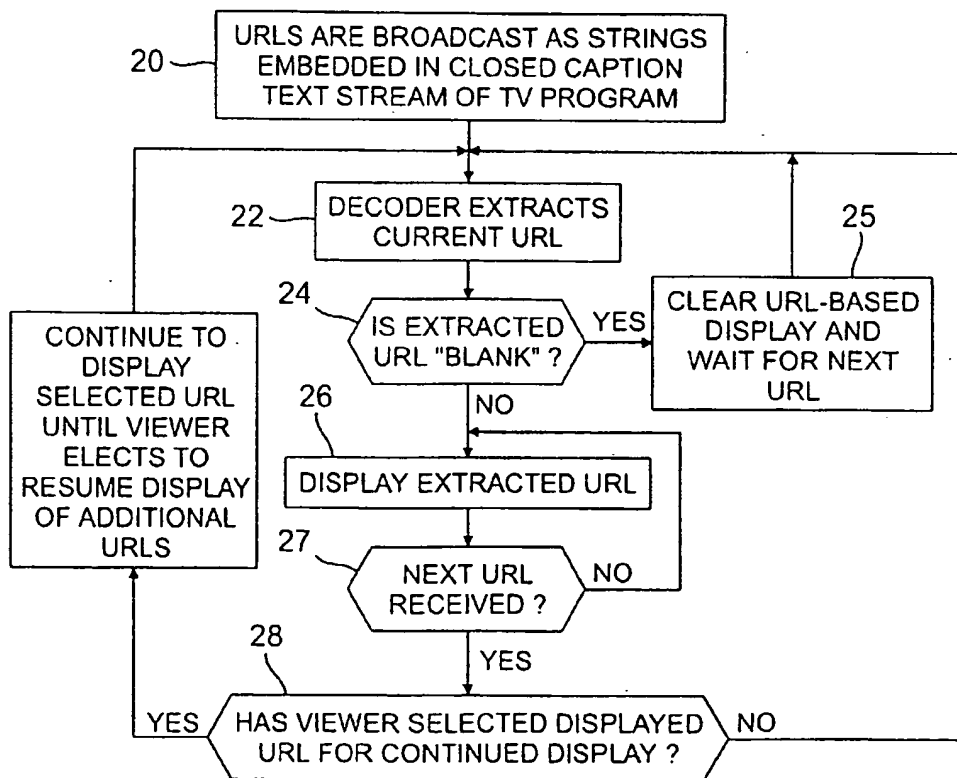 20
URLS ARE BROADCAST AS STRINGS
EMBEDDED IN CLOSED CAPTION
TEXT STREAM OF TV PROGRAM
22
DECODER EXTRACTS
CURRENT URL
24
IS EXTRACTED
URL "BLANK" ?
YES
25
CLEAR URL-BASED
DISPLAY AND
WAIT FOR NEXT
URL
NO
26
DISPLAY EXTRACTED URL
27
NEXT URL
RECEIVED ?
NO
YES
28
HAS VIEWER SELECTED DISPLAYED
URL FOR CONTINUED DISPLAY ?
NO
YES
CONTINUE TO
DISPLAY
SELECTED URL
UNTIL VIEWER
ELECTS TO
RESUME DISPLAY
OF ADDITIONAL
URLS